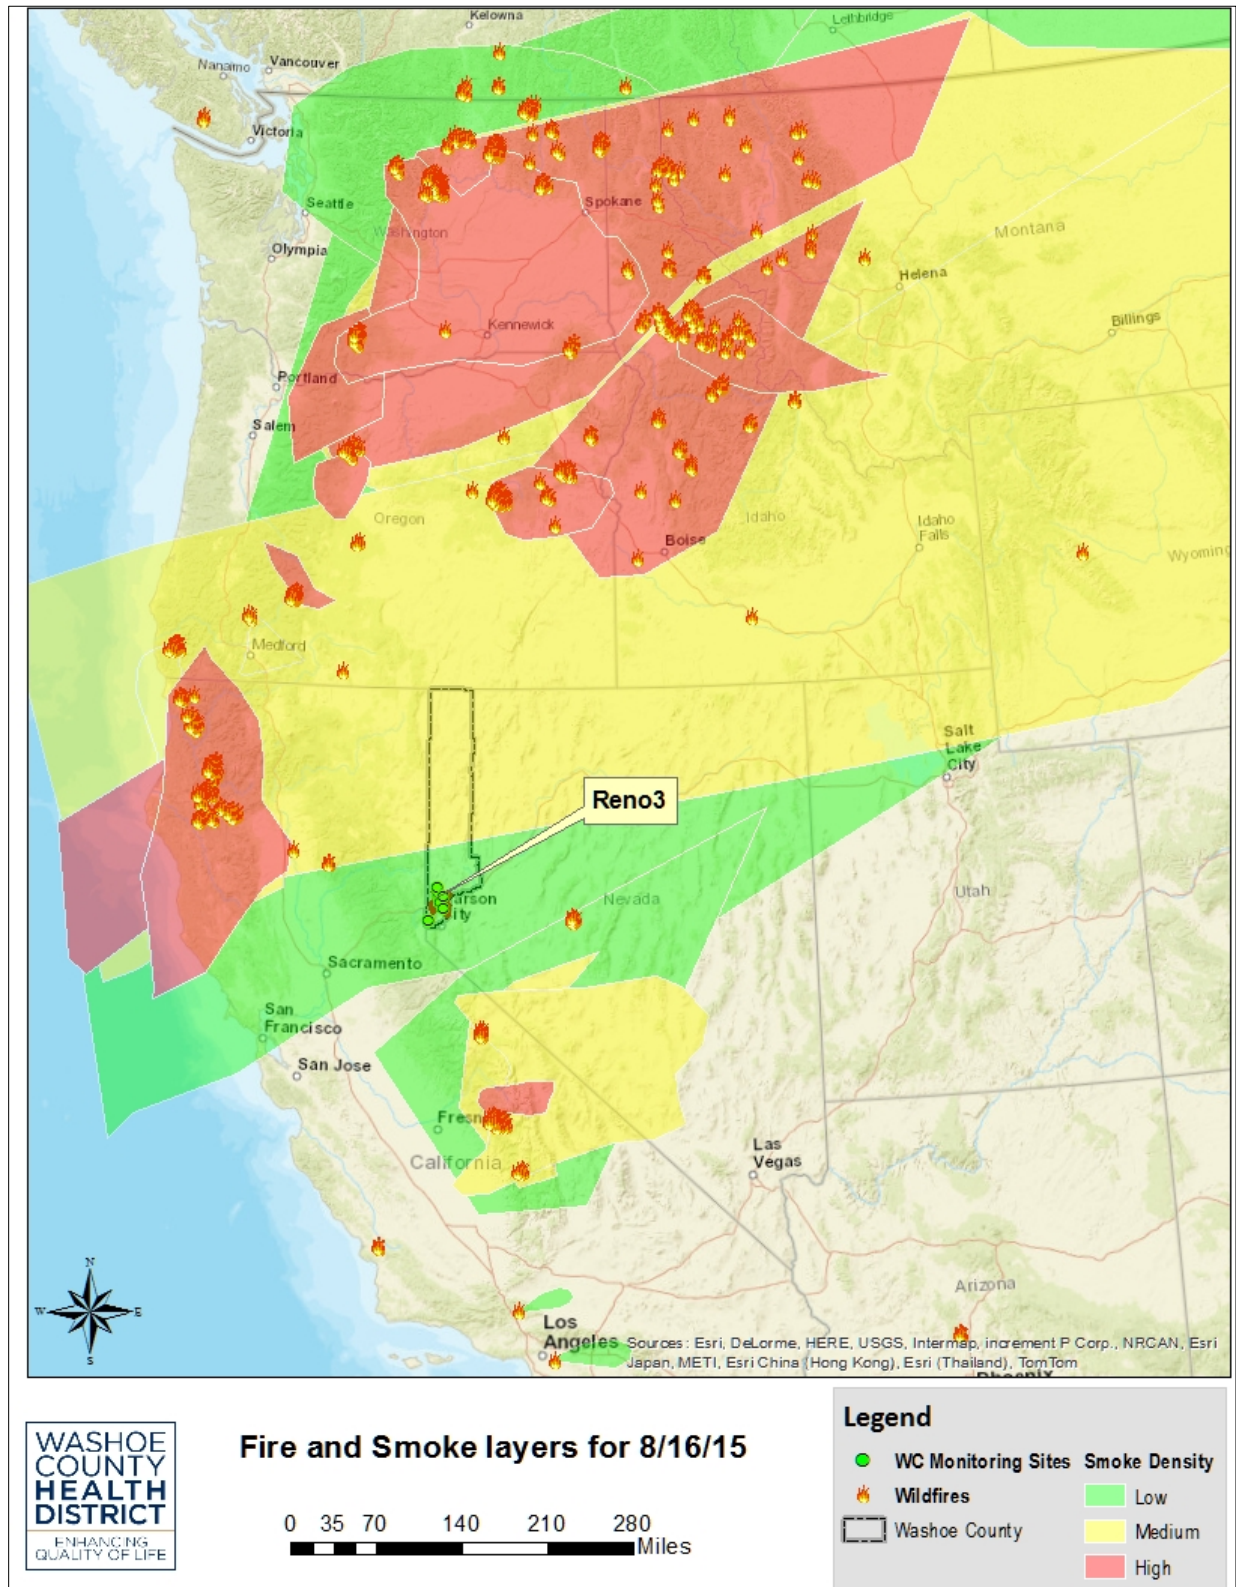 Kelowna
Lethbridge
Nanaimo
Vancouver
Victoria
Seattle
Spokane
Washington
Olympia
Montana
Helena
Kennewick
Billings
Portland
Salem
Oregon
Idaho
Idaho
Falls
Boise
Wyoming
Medford
Salt
Lake
City
Reno3
Carson
City
Nevada
Utah
Sacramento
San
Francisco
San Jose
Fresno
California
Las
Vegas
Arizona
Los
Angeles
Sources: Esri, DeLorme, HERE, USGS, Intermap, increment P Corp., NRCAN, Esri
Japan, METI, Esri China (Hong Kong), Esri (Thailand), TomTom
Phoenix
N
W
E
S
WASHOE
COUNTY
HEALTH
DISTRICT
ENHANCING
QUALITY OF LIFE
Fire and Smoke layers for 8/16/15
0 35 70 140 210 280
Miles
Legend
WC Monitoring Sites
Wildfires
Washoe County
Smoke Density
Low
Medium
High